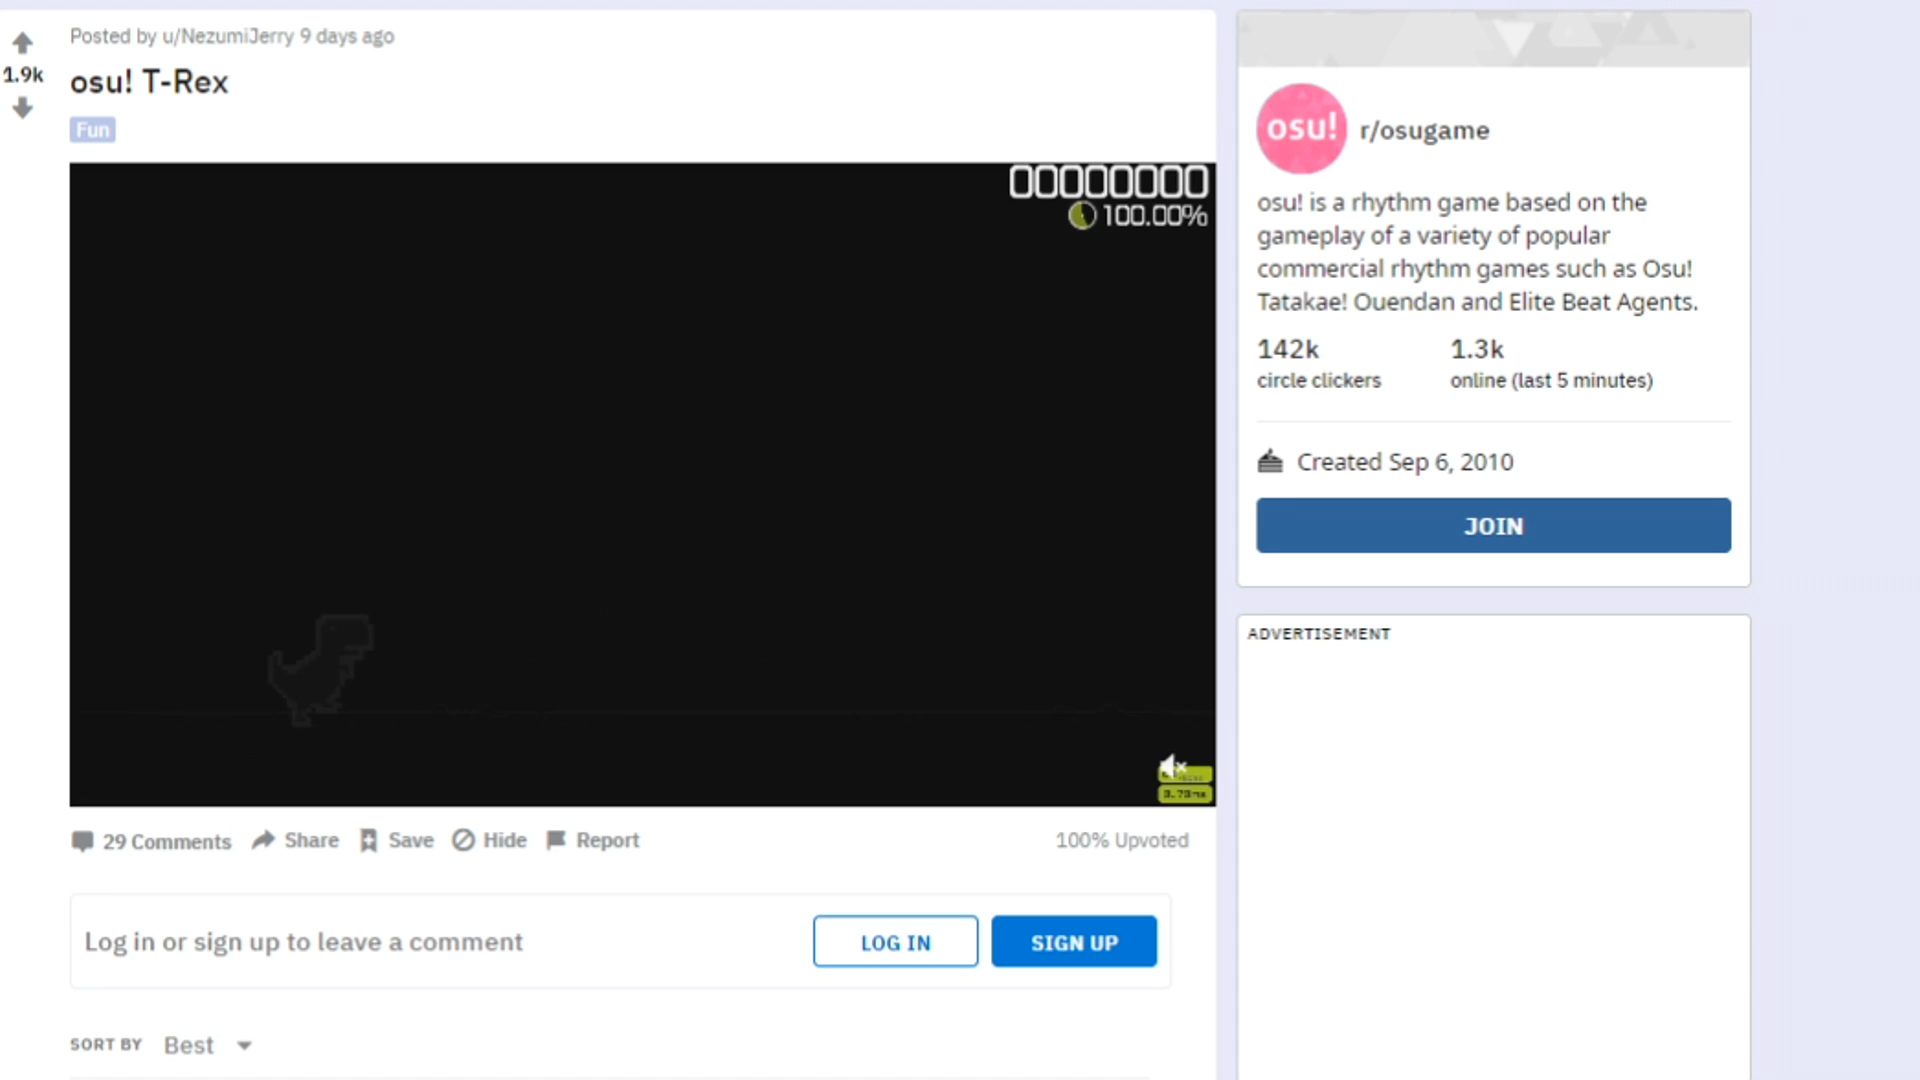 Posted by u/NezumiJerry 9 days ago
1.9k
osu! T-Rex
Fun
00000000
100.00%
3.73ms
29 Comments Share Save Hide Report
100% Upvoted
Log in or sign up to leave a comment
LOG IN
SIGN UP
SORT BY Best
osu!
r/osugame
osu! is a rhythm game based on the
gameplay of a variety of popular
commercial rhythm games such as Osu!
Tatakae! Ouendan and Elite Beat Agents.
142k
circle clickers
1.3k
online (last 5 minutes)
Created Sep 6, 2010
JOIN
ADVERTISEMENT